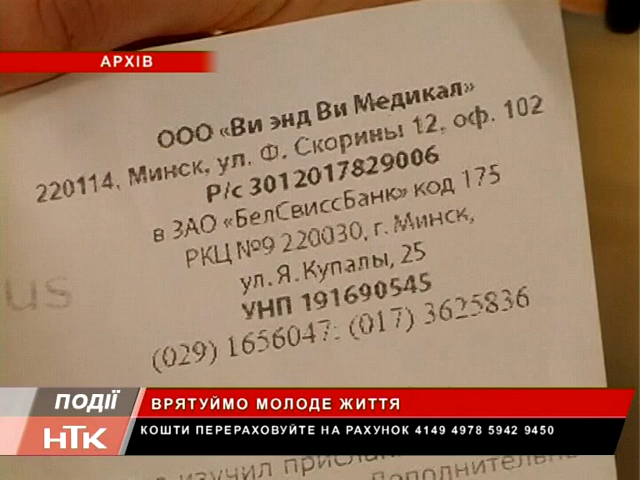 АРХІВ
ООО «Ви энд Ви Медикал»
220114, Минск, ул. Ф. Скорины 12, оф. 102
Р/с 3012017829006
в ЗАО «БелСвиссБанк» код 175
РКЦ №9 220030, г. Минск,
ул. Я. Купалы, 25
УНП 191690545
(029) 1656047; (017) 3625836
us
ПОДІЇ
НТК
ВРЯТУЙМО МОЛОДЕ ЖИТТЯ
КОШТИ ПЕРЕРАХОВУЙТЕ НА РАХУНОК 4149 4978 5942 9450
изучил